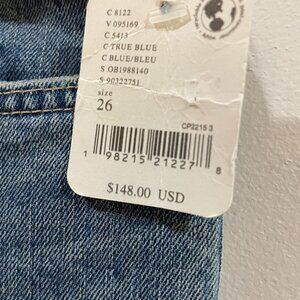 C 8122
V 095169
C 5413
C TRUE BLUE
C BLUE/BLEU
S OB1988140
S 90322751
size
26
CP2215 3
1 98215 21227 8
$148.00 USD